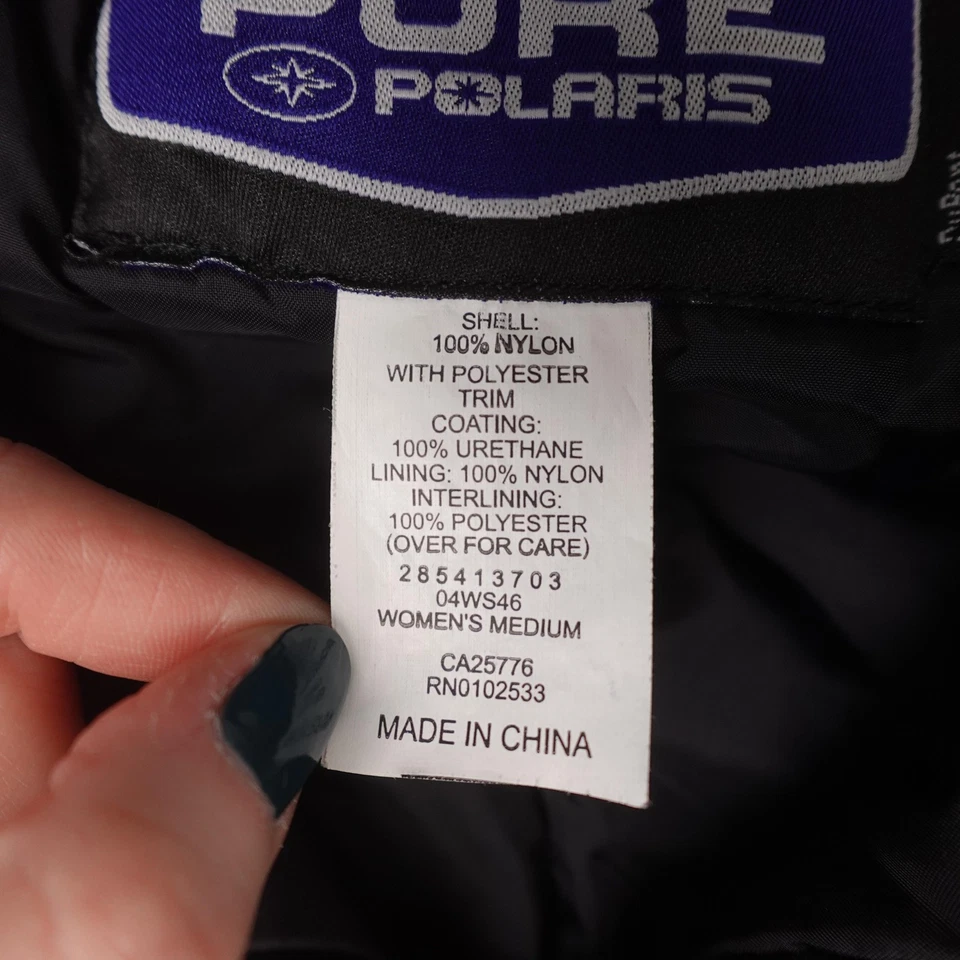 PURE
POLARIS
DuPont
SHELL:
100% NYLON
WITH POLYESTER
TRIM
COATING:
100% URETHANE
LINING: 100% NYLON
INTERLINING:
100% POLYESTER
(OVER FOR CARE)
285413703
04WS46
WOMEN'S MEDIUM
CA25776
RN0102533
MADE IN CHINA